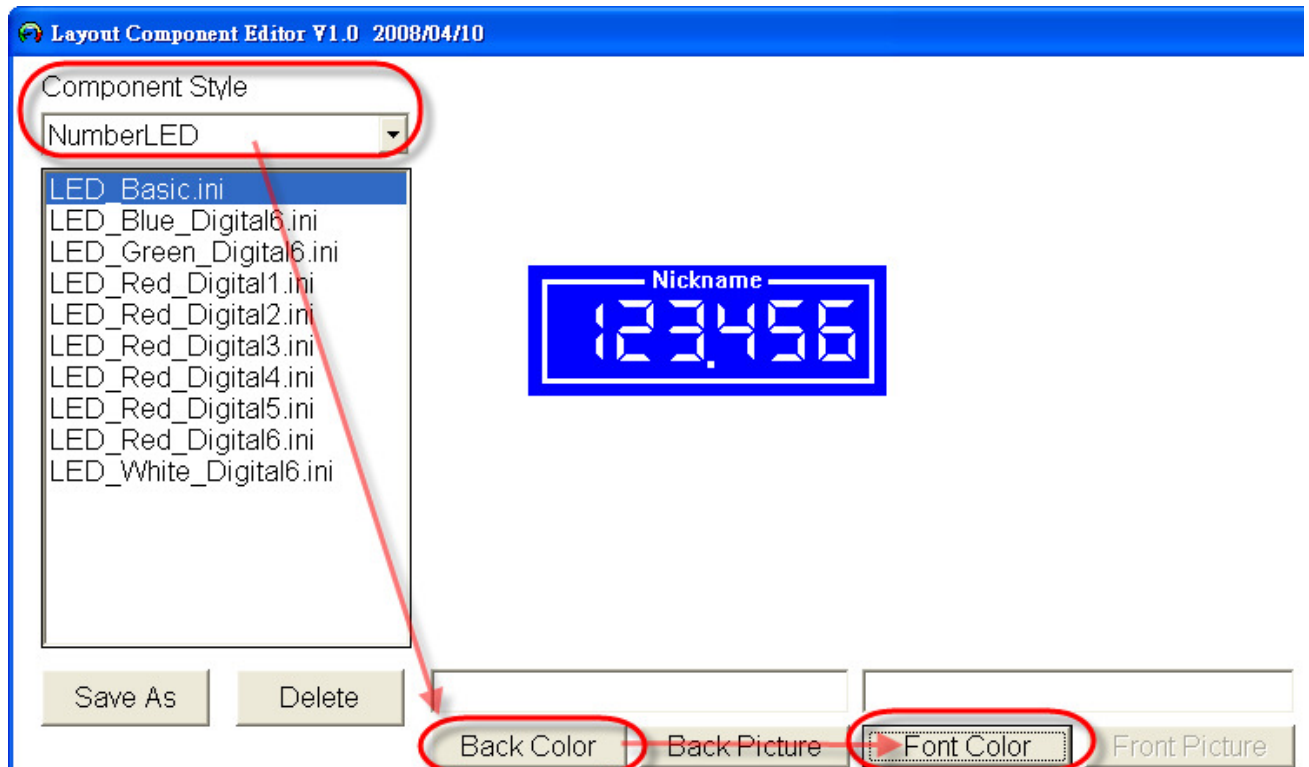 Layout Component Editor V1.0 2008/04/10
Component Style
NumberLED
LED_Basic.ini
LED_Blue_Digital6.ini
LED_Green_Digital6.ini
LED_Red_Digital1.ini
LED_Red_Digital2.ini
LED_Red_Digital3.ini
LED_Red_Digital4.ini
LED_Red_Digital5.ini
LED_Red_Digital6.ini
LED_White_Digital6.ini
Nickname
123.456
Save As Delete
Back Color Back Picture Font Color Front Picture